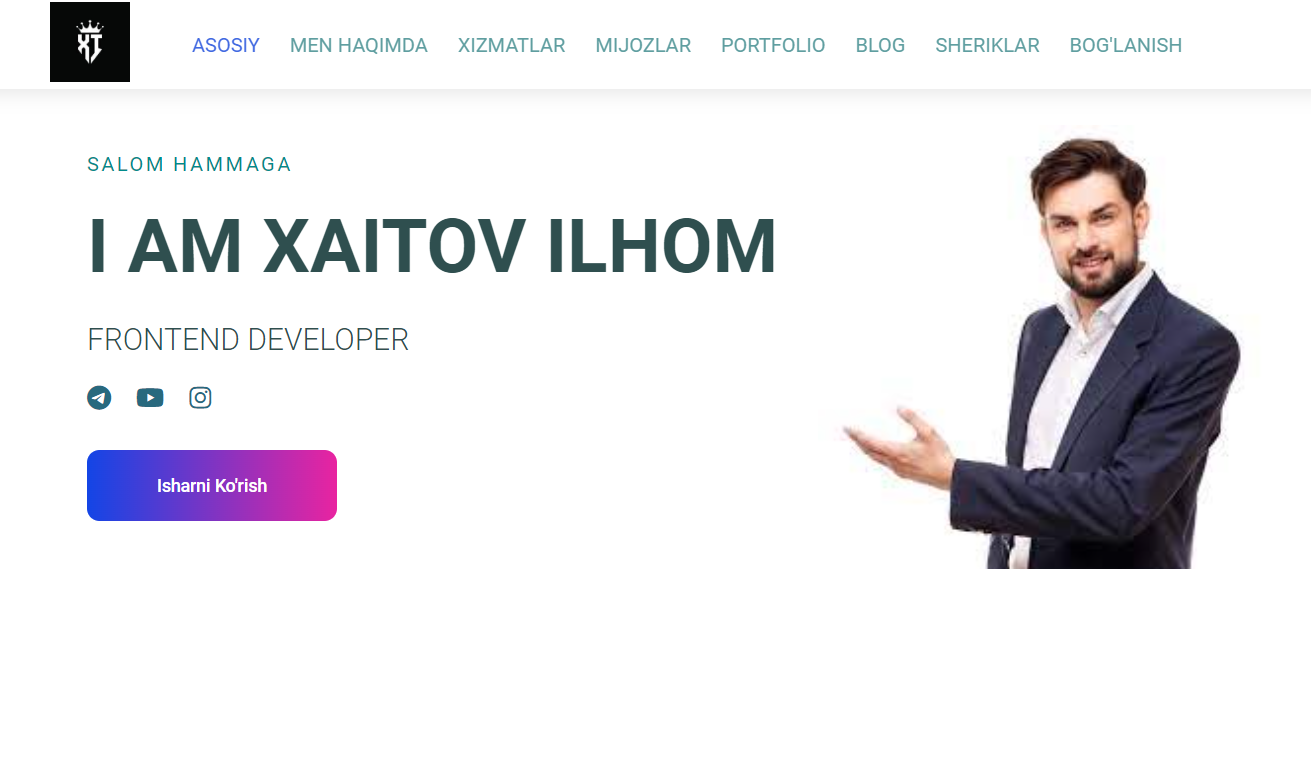 XI
ASOSIY MEN HAQIMDA XIZMATLAR MIJOZLAR PORTFOLIO BLOG SHERIKLAR BOG'LANISH
SALOM HAMMAGA
I AM XAITOV ILHOM
FRONTEND DEVELOPER
Isharni Ko'rish